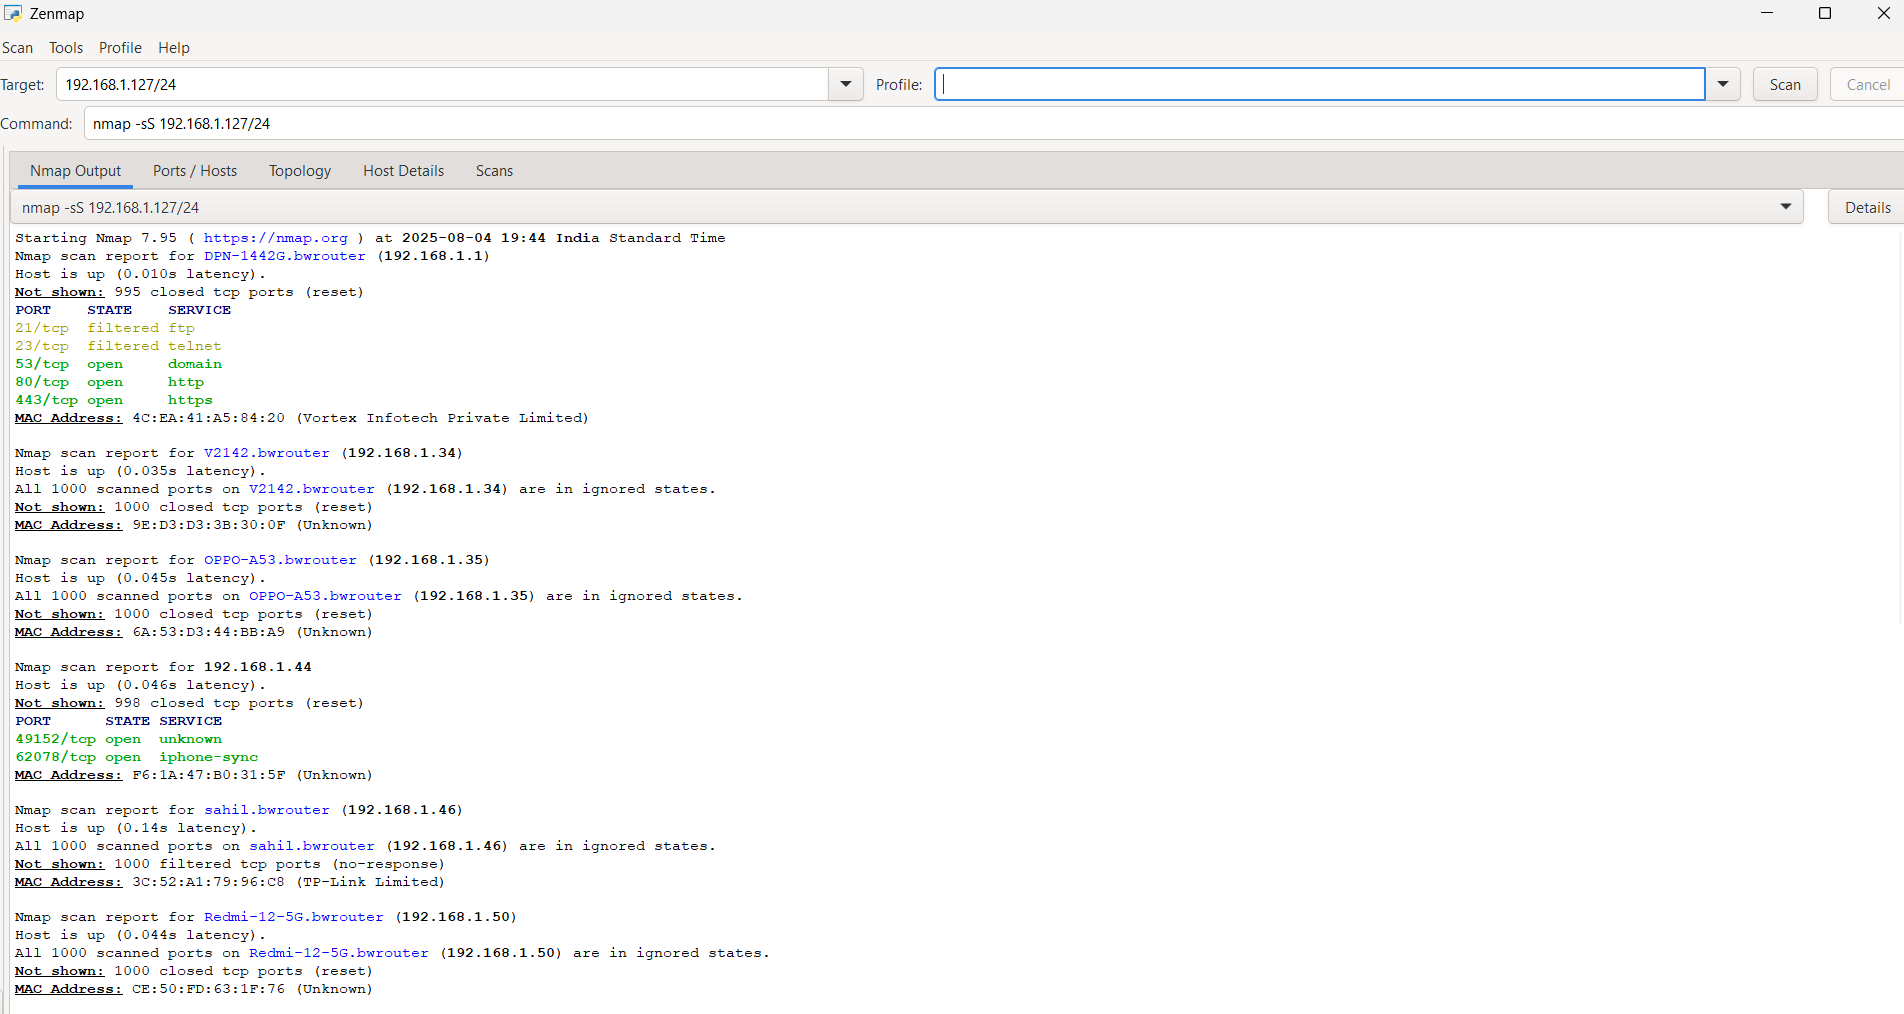 Zenmap
Scan Tools Profile Help
Target: 192.168.1.127/24 Profile: Scan Cancel
Command: nmap -sS 192.168.1.127/24
Nmap Output Ports / Hosts Topology Host Details Scans
nmap -sS 192.168.1.127/24 Details
Starting Nmap 7.95 ( https://nmap.org ) at 2025-08-04 19:44 India Standard Time
Nmap scan report for DPN-1442G.bwrouter (192.168.1.1)
Host is up (0.010s latency).
Not shown: 995 closed tcp ports (reset)
PORT STATE SERVICE
21/tcp filtered ftp
23/tcp filtered telnet
53/tcp open domain
80/tcp open http
443/tcp open https
MAC Address: 4C:EA:41:A5:84:20 (Vortex Infotech Private Limited)
Nmap scan report for V2142.bwrouter (192.168.1.34)
Host is up (0.035s latency).
All 1000 scanned ports on V2142.bwrouter (192.168.1.34) are in ignored states.
Not shown: 1000 closed tcp ports (reset)
MAC Address: 9E:D3:D3:3B:30:0F (Unknown)
Nmap scan report for OPPO-A53.bwrouter (192.168.1.35)
Host is up (0.045s latency).
All 1000 scanned ports on OPPO-A53.bwrouter (192.168.1.35) are in ignored states.
Not shown: 1000 closed tcp ports (reset)
MAC Address: 6A:53:D3:44:BB:A9 (Unknown)
Nmap scan report for 192.168.1.44
Host is up (0.046s latency).
Not shown: 998 closed tcp ports (reset)
PORT STATE SERVICE
49152/tcp open unknown
62078/tcp open iphone-sync
MAC Address: F6:1A:47:B0:31:5F (Unknown)
Nmap scan report for sahil.bwrouter (192.168.1.46)
Host is up (0.14s latency).
All 1000 scanned ports on sahil.bwrouter (192.168.1.46) are in ignored states.
Not shown: 1000 filtered tcp ports (no-response)
MAC Address: 3C:52:A1:79:96:C8 (TP-Link Limited)
Nmap scan report for Redmi-12-5G.bwrouter (192.168.1.50)
Host is up (0.044s latency).
All 1000 scanned ports on Redmi-12-5G.bwrouter (192.168.1.50) are in ignored states.
Not shown: 1000 closed tcp ports (reset)
MAC Address: CE:50:FD:63:1F:76 (Unknown)